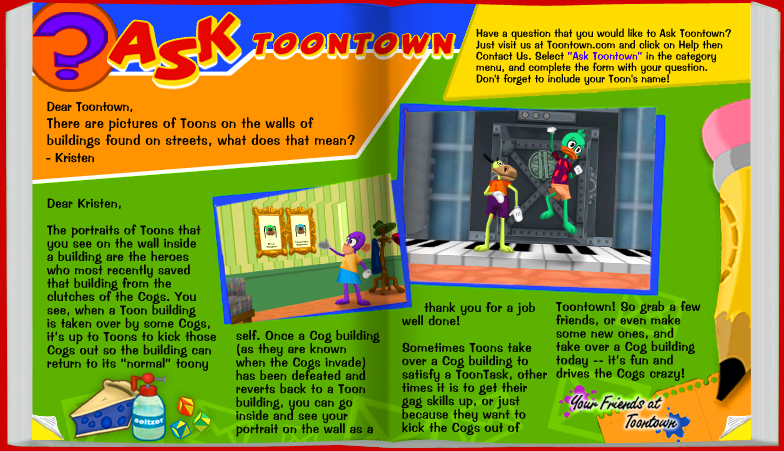 ASK TOONTOWN
Have a question that you would like to Ask Toontown?
Just visit us at Toontown.com and click on Help then
Contact Us. Select "Ask Toontown" in the category
menu, and complete the form with your question.
Don't forget to include your Toon's name!
Dear Toontown,
There are pictures of Toons on the walls of
buildings found on streets, what does that mean?
- Kristen
Dear Kristen,
The portraits of Toons that
you see on the wall inside
a building are the heroes
who most recently saved
that building from the
clutches of the Cogs. You
see, when a Toon building
is taken over by some Cogs,
it's up to Toons to kick those
Cogs out so the building can
return to its "normal" toony
self. Once a Cog building
(as they are known
when the Cogs invade)
has been defeated and
reverts back to a Toon
building, you can go
inside and see your
portrait on the wall as a
thank you for a job
well done!
Sometimes Toons take
over a Cog building to
satisfy a ToonTask, other
times it is to get their
gag skills up, or just
because they want to
kick the Cogs out of
Toontown! So grab a few
friends, or even make
some new ones, and
take over a Cog building
today -- it's fun and
drives the Cogs crazy!
Your Friends at
Toontown
seltzer